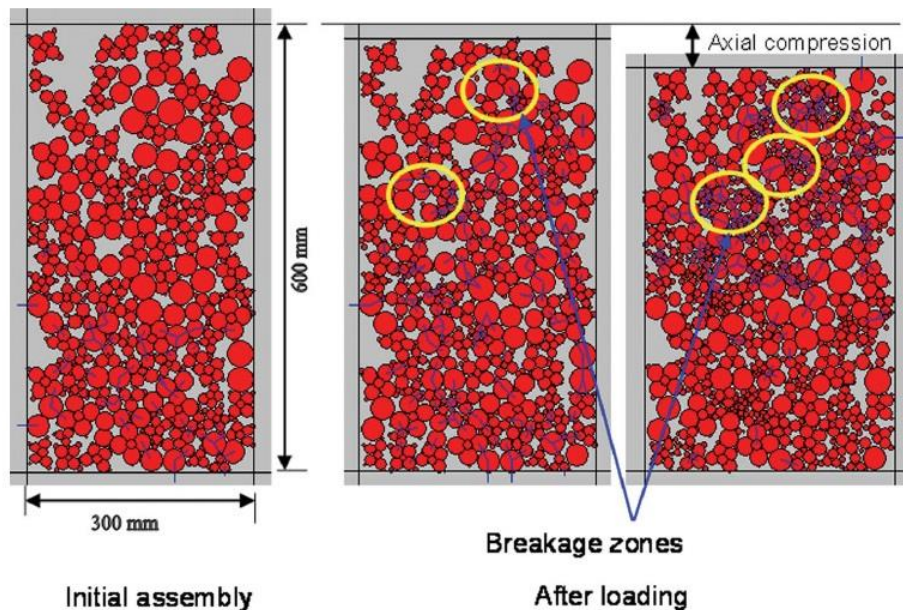 Axial compression
600 mm
300 mm
Breakage zones
Initial assembly
After loading